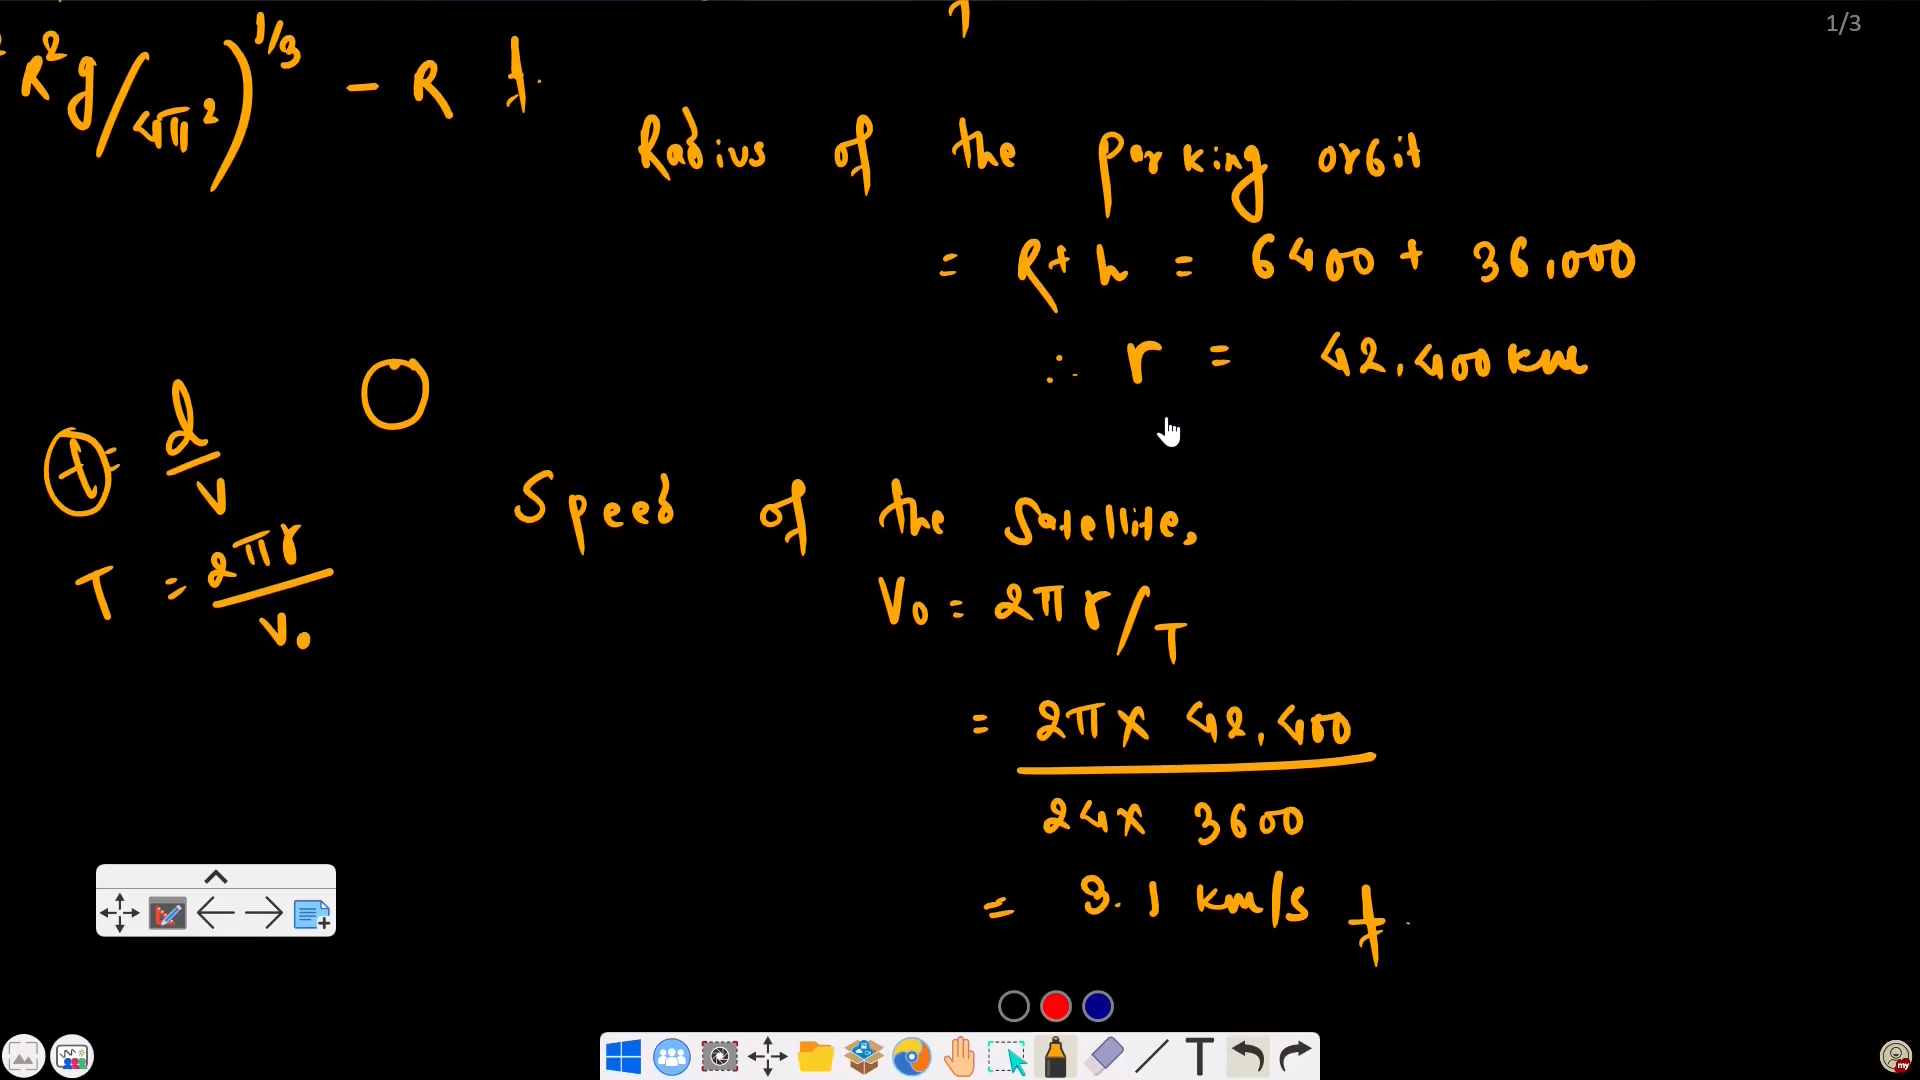 1/3
R²g/4π²)^1/3 - R
Radius of the parking orbit
= R+h = 6400 + 36,000
∴ r = 42,400 km
t = d/v
T = 2πr/v₀
Speed of the Satellite,
V₀ = 2πr/T
= 2π x 42,400
24x 3600
= 3.1 km/s